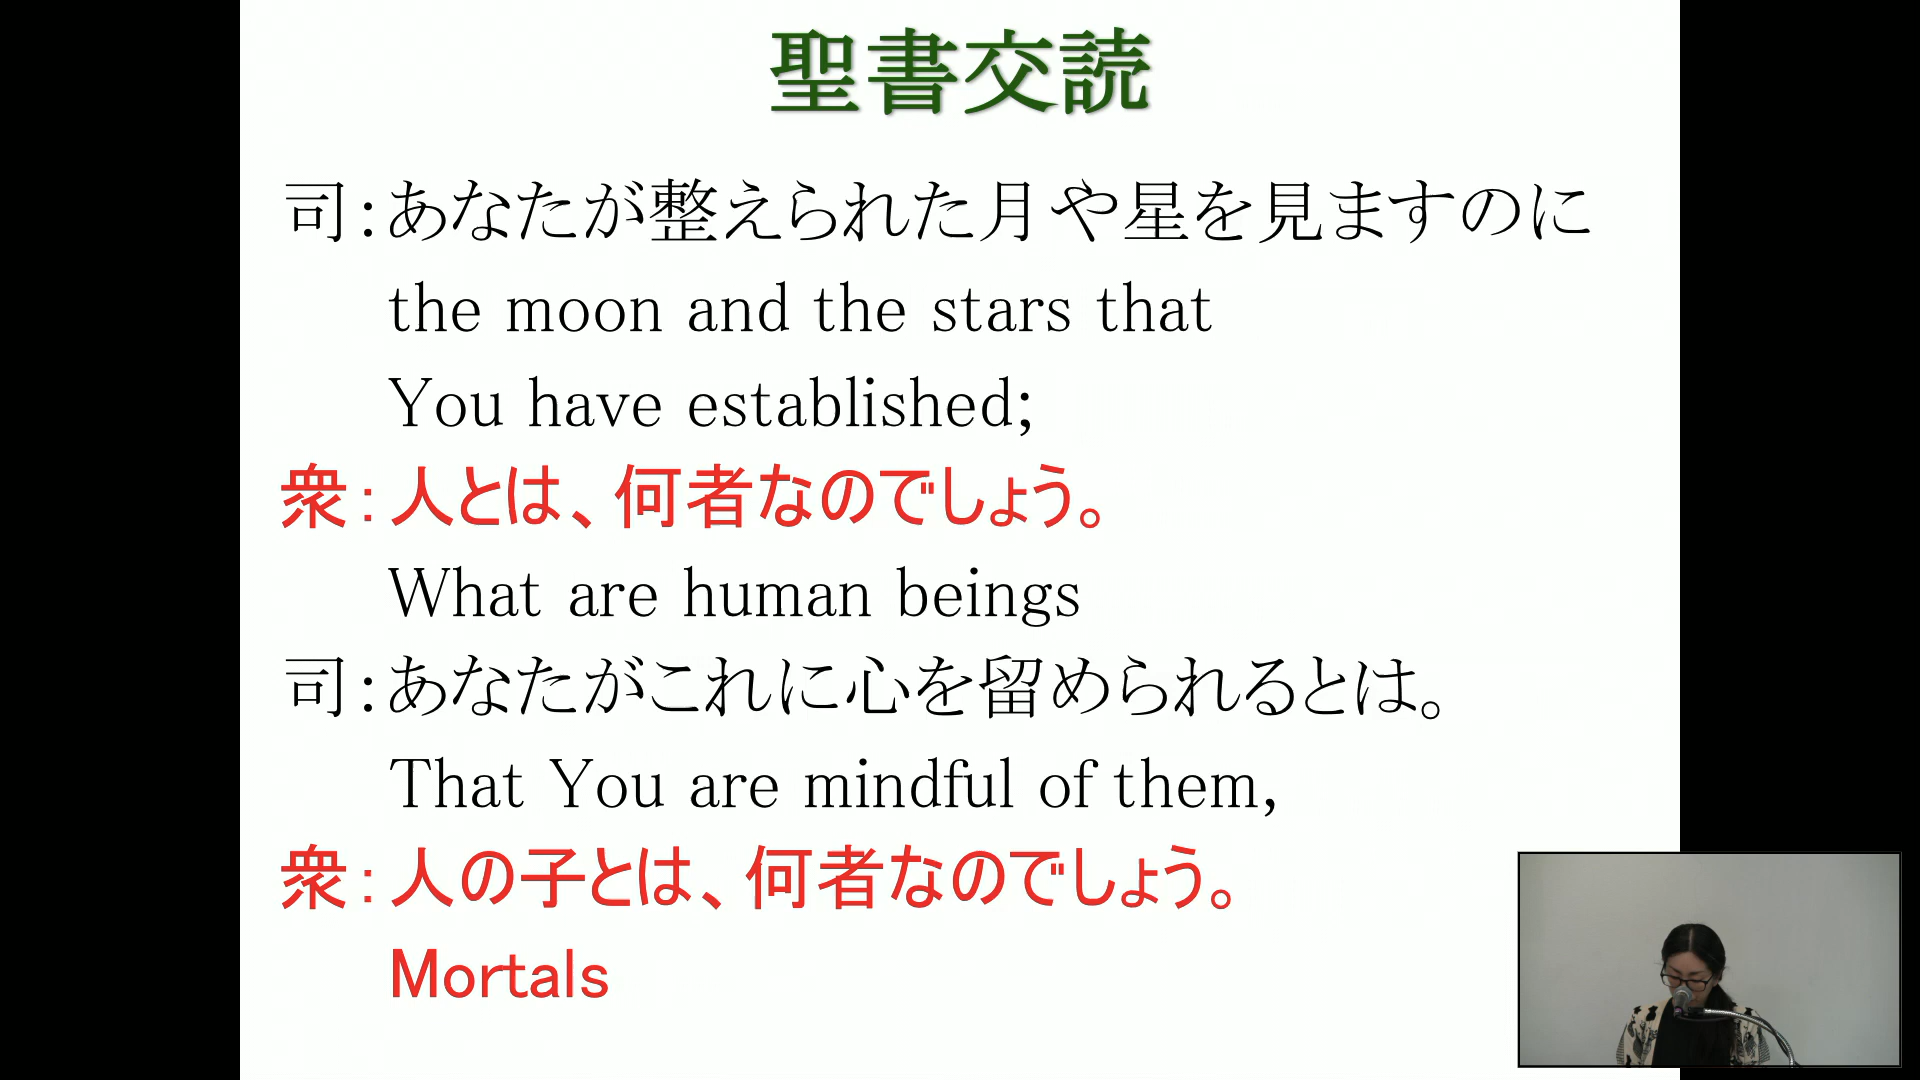 聖書交読
司：あなたが整えられた月や星を見ますのに
the moon and the stars that
You have established;
衆：人とは、何者なのでしょう。
What are human beings
司：あなたがこれに心を留められるとは。
That You are mindful of them,
衆：人の子とは、何者なのでしょう。
Mortals